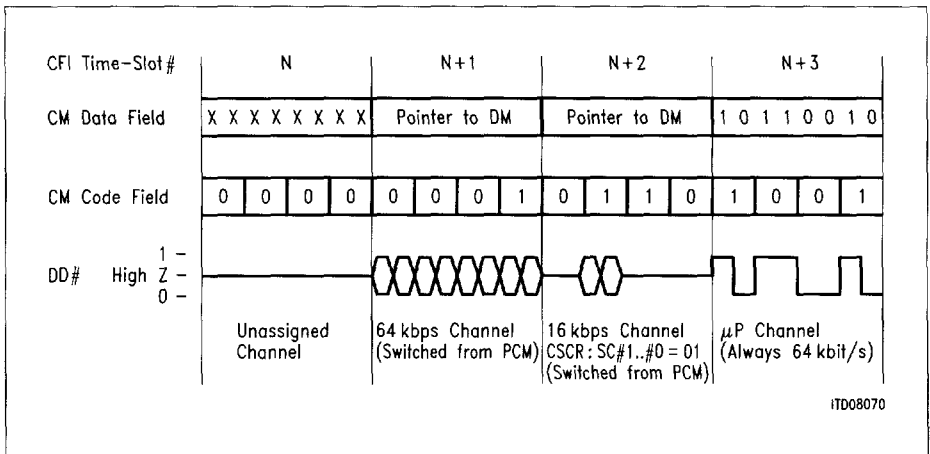 CFI Time-Slot# N N+1 N+2 N+3
CM Data Field X X X X X X X X Pointer to DM Pointer to DM 1 0 1 1 0 0 1 0
CM Code Field 0 0 0 0 0 0 0 1 0 1 1 0 1 0 0 1
1 –
DD# High Z –
0 –
Unassigned
Channel
64 kbps Channel
(Switched from PCM)
16 kbps Channel
CSCR: SC#1..#0 = 01
(Switched from PCM)
µP Channel
(Always 64 kbit/s)
ITD08070